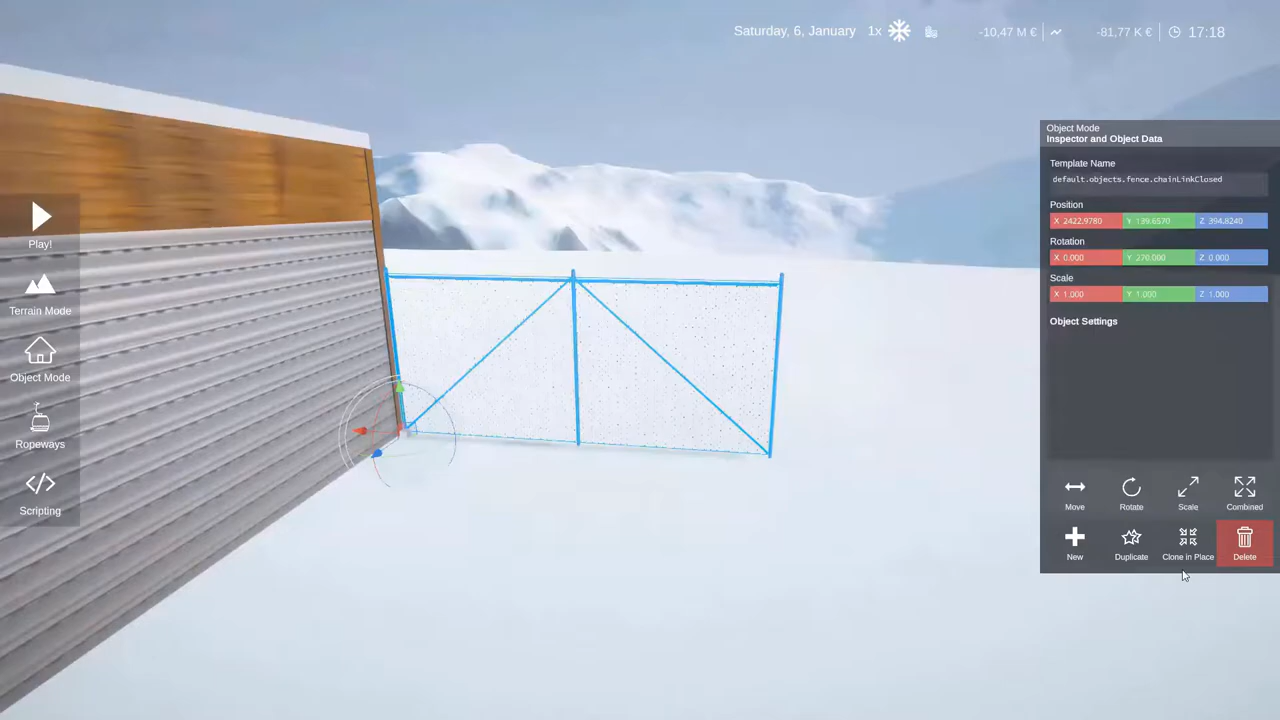 Saturday, 6, January 1x -10,47 M € -81,77 K € 17:18
Object Mode
Inspector and Object Data
Template Name
default.objects.fence.chainLinkClosed
Position
X 2422.9780 Y 139.6570 Z 394.8240
Rotation
X 0.000 Y 270.000 Z 0.000
Scale
X 1.000 Y 1.000 Z 1.000
Object Settings
Move Rotate Scale Combined
New Duplicate Clone in Place Delete
Play!
Terrain Mode
Object Mode
Ropeways
Scripting